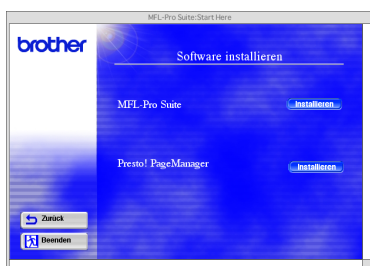 MFL-Pro Suite:Start Here
brother
Software installieren
MFL-Pro Suite
Installieren
Presto! PageManager
Installieren
Zurück
Beenden